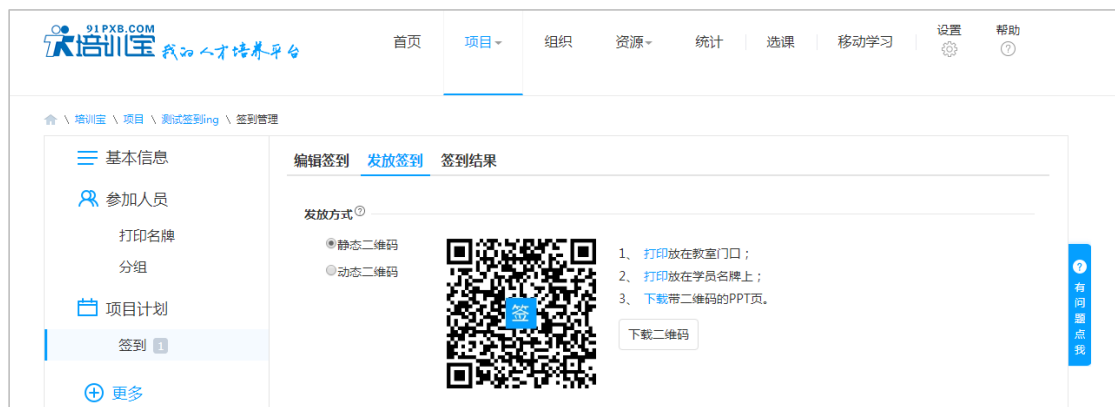 91PXB.COM
培训宝 我的人才培养平台
首页 项目 组织 资源 统计 选课 移动学习 设置 帮助
\ 培训宝 \ 项目 \ 测试签到ing \ 签到管理
基本信息
参加人员
打印名牌
分组
项目计划
签到 1
更多
编辑签到 发放签到 签到结果
发放方式
静态二维码
动态二维码
签
1、 打印放在教室门口；
2、 打印放在学员名牌上；
3、 下载带二维码的PPT页。
下载二维码
有问题点我